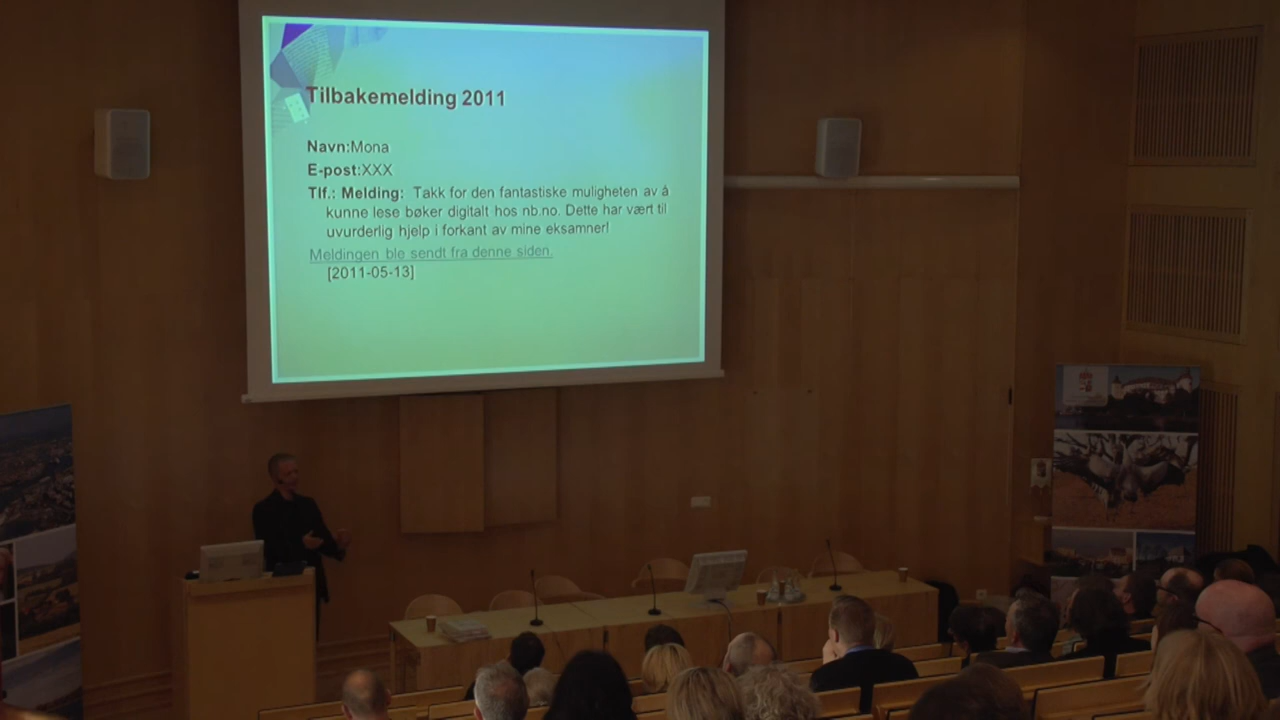 Tilbakemelding 2011
Navn:Mona
E-post:XXX
Tlf.: Melding: Takk for den fantastiske muligheten av å
kunne lese bøker digitalt hos nb.no. Dette har vært til
uvurderlig hjelp i forkant av mine eksamner!
Meldingen ble sendt fra denne siden.
[2011-05-13]